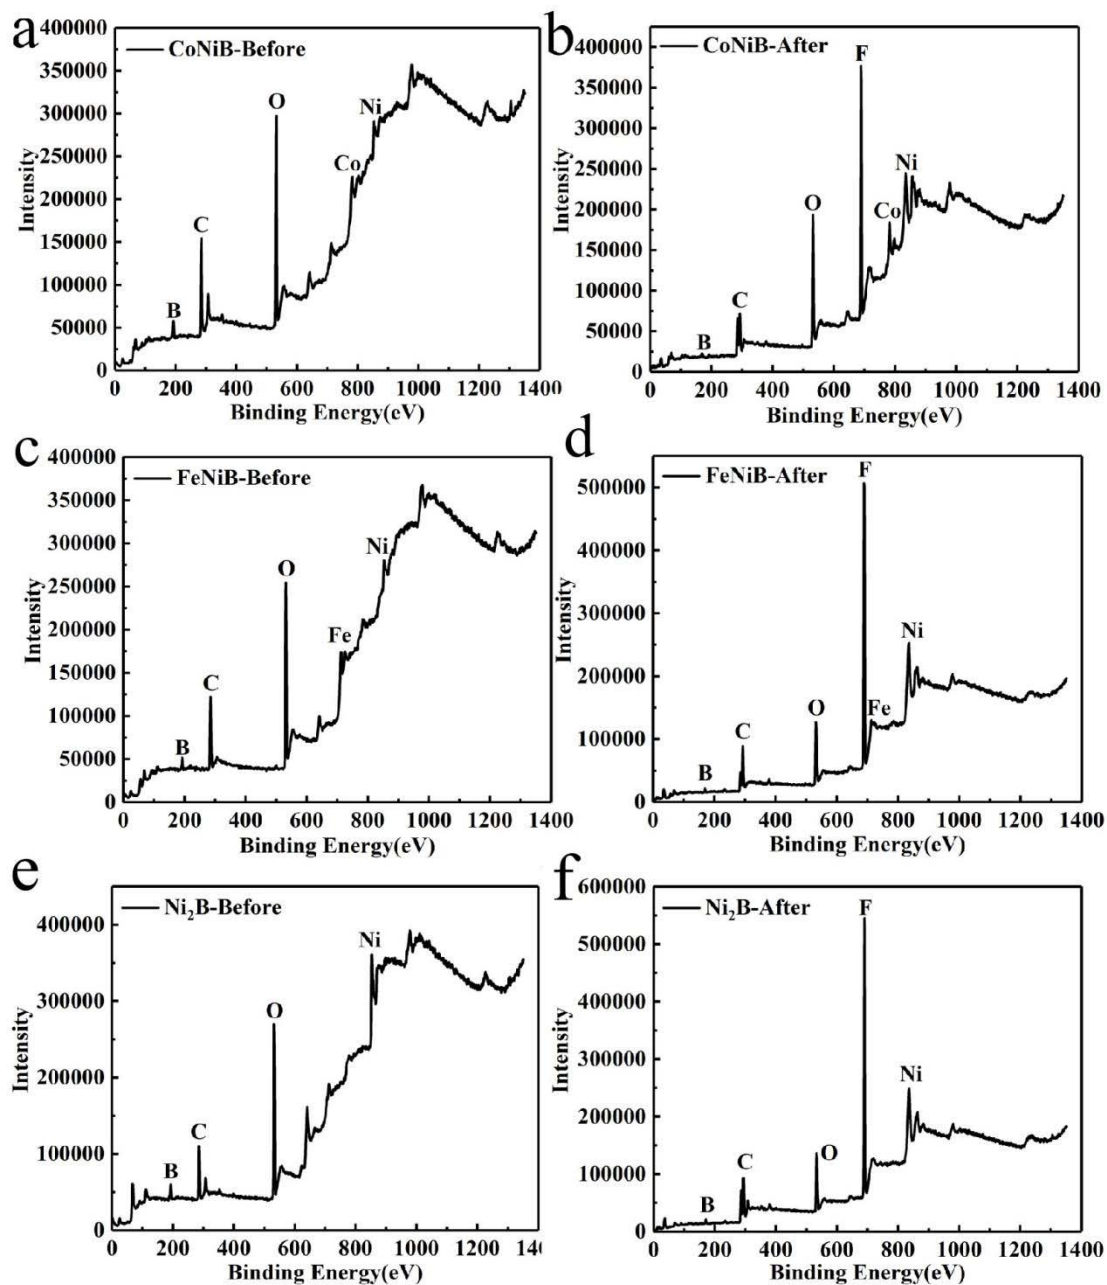 a
CoNiB-Before
400000
350000
300000
250000
200000
150000
100000
50000
0
Intensity
B
C
O
Co
Ni
0 200 400 600 800 1000 1200 1400
Binding Energy(eV)
b
CoNiB-After
400000
350000
300000
250000
200000
150000
100000
50000
0
Intensity
B
C
O
F
Co
Ni
0 200 400 600 800 1000 1200 1400
Binding Energy(eV)
c
FeNiB-Before
400000
350000
300000
250000
200000
150000
100000
50000
0
Intensity
B
C
O
Fe
Ni
0 200 400 600 800 1000 1200 1400
Binding Energy(eV)
d
FeNiB-After
500000
400000
300000
200000
100000
0
Intensity
B
C
O
F
Fe
Ni
0 200 400 600 800 1000 1200 1400
Binding Energy(eV)
e
Ni₂B-Before
400000
300000
200000
100000
0
Intensity
B
C
O
Ni
0 200 400 600 800 1000 1200 1400
Binding Energy(eV)
f
Ni₂B-After
600000
500000
400000
300000
200000
100000
0
Intensity
B
C
O
F
Ni
0 200 400 600 800 1000 1200 1400
Binding Energy(eV)